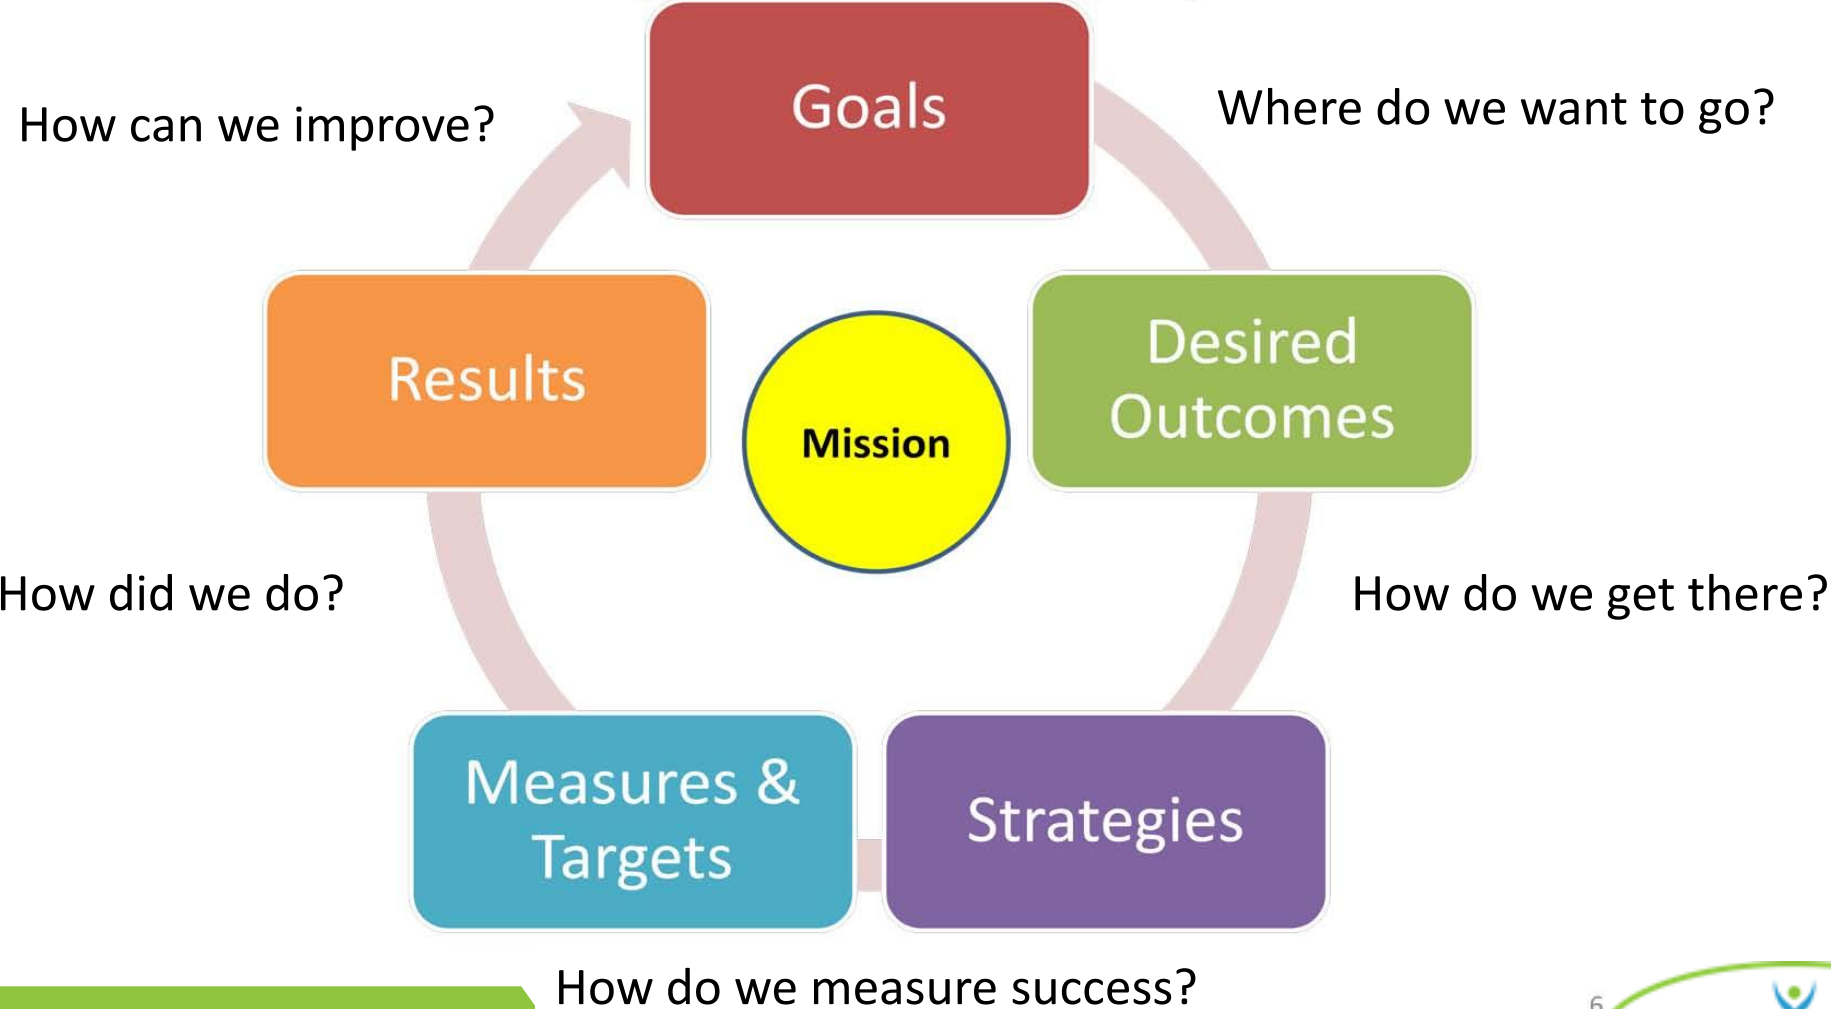 Goals
Where do we want to go?
How can we improve?
Desired
Outcomes
Results
Mission
How do we get there?
How did we do?
Measures &
Targets
Strategies
How do we measure success?
6